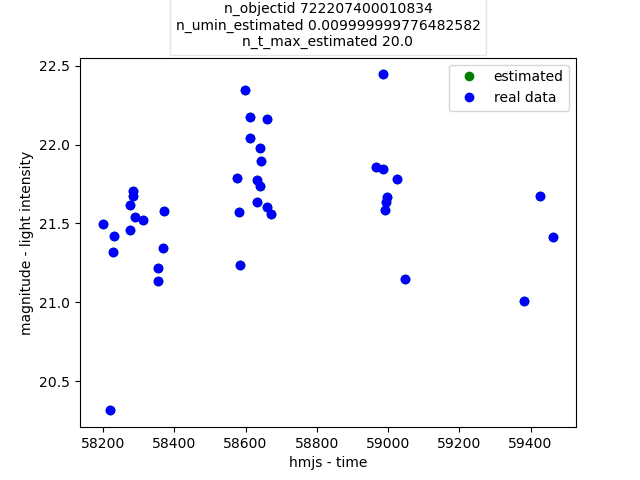 n_objectid 722207400010834
n_umin_estimated 0.009999999776482582
n_t_max_estimated 20.0
22.5
22.0
21.5
21.0
20.5
magnitude - light intensity
estimated
real data
58200 58400 58600 58800 59000 59200 59400
hmjs - time